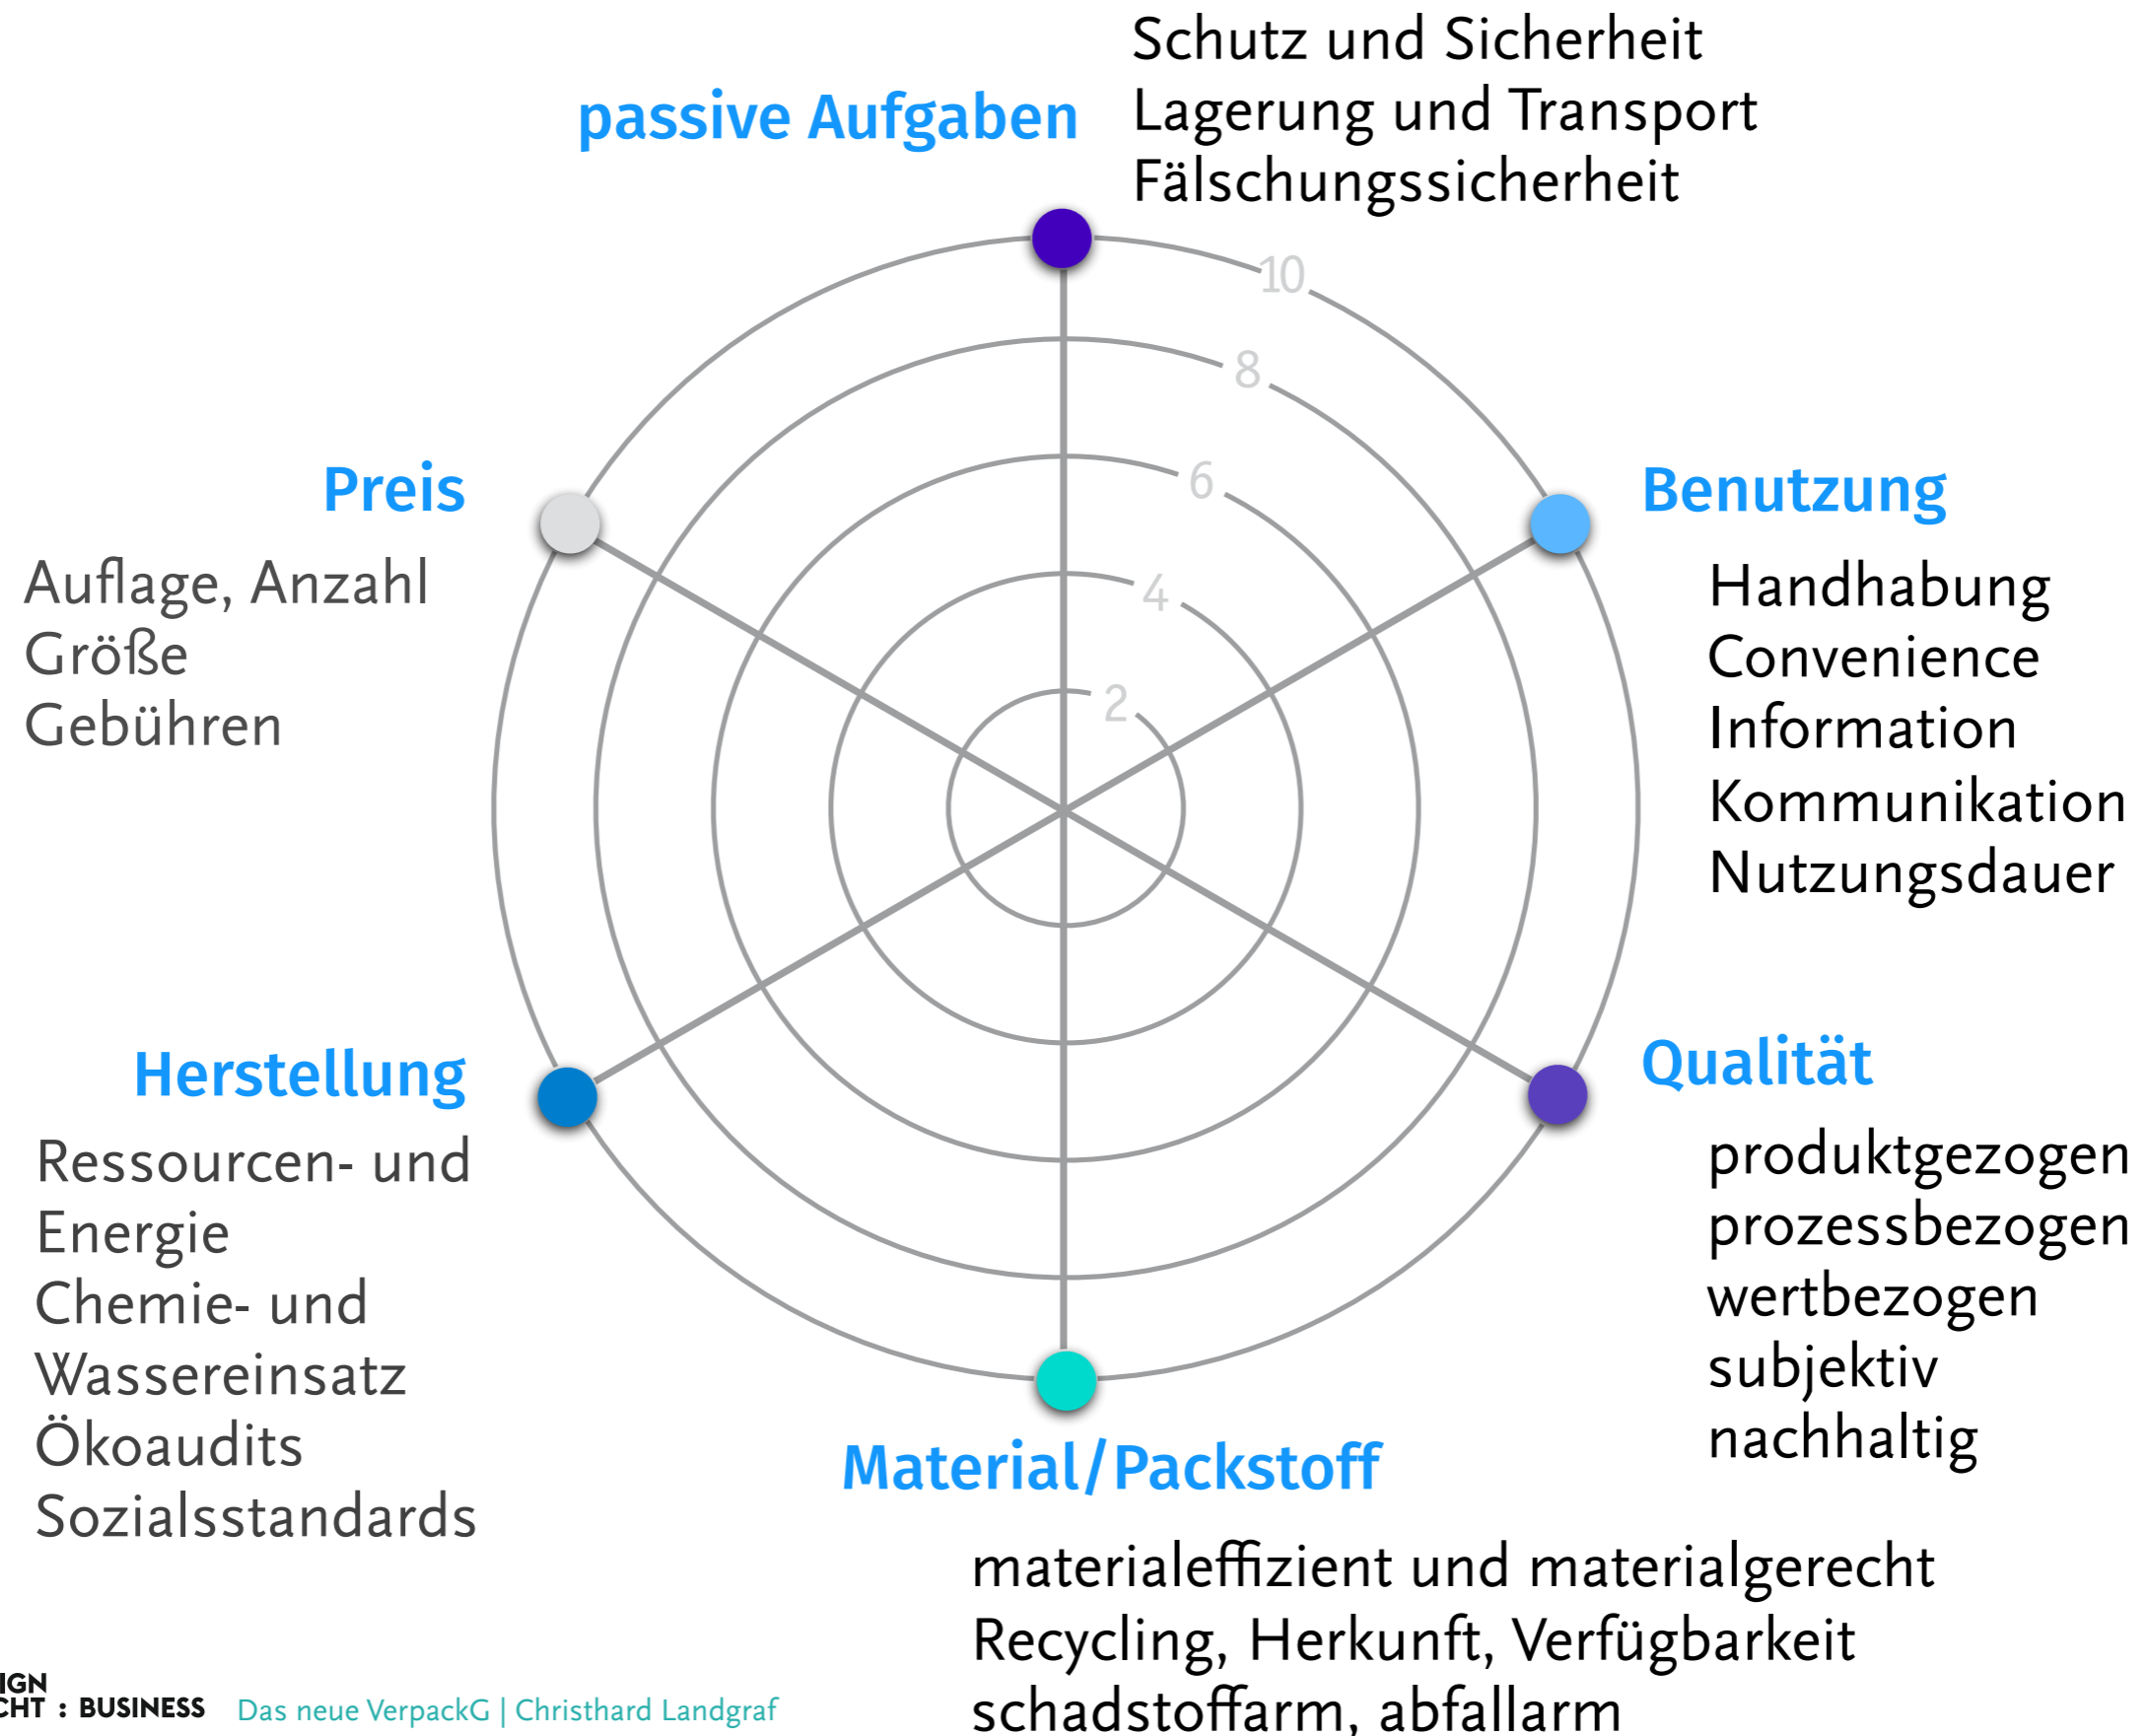 passive Aufgaben
Schutz und Sicherheit
Lagerung und Transport
Fälschungssicherheit
10
8
6
4
2
Preis
Auflage, Anzahl
Größe
Gebühren
Benutzung
Handhabung
Convenience
Information
Kommunikation
Nutzungsdauer
Herstellung
Ressourcen- und
Energie
Chemie- und
Wassereinsatz
Ökoaudits
Sozialsstandards
Qualität
produktgezogen
prozessbezogen
wertbezogen
subjektiv
nachhaltig
Material/Packstoff
materialeffizient und materialgerecht
Recycling, Herkunft, Verfügbarkeit
schadstoffarm, abfallarm
IGN
CHT : BUSINESS
Das neue VerpackG | Christhard Landgraf